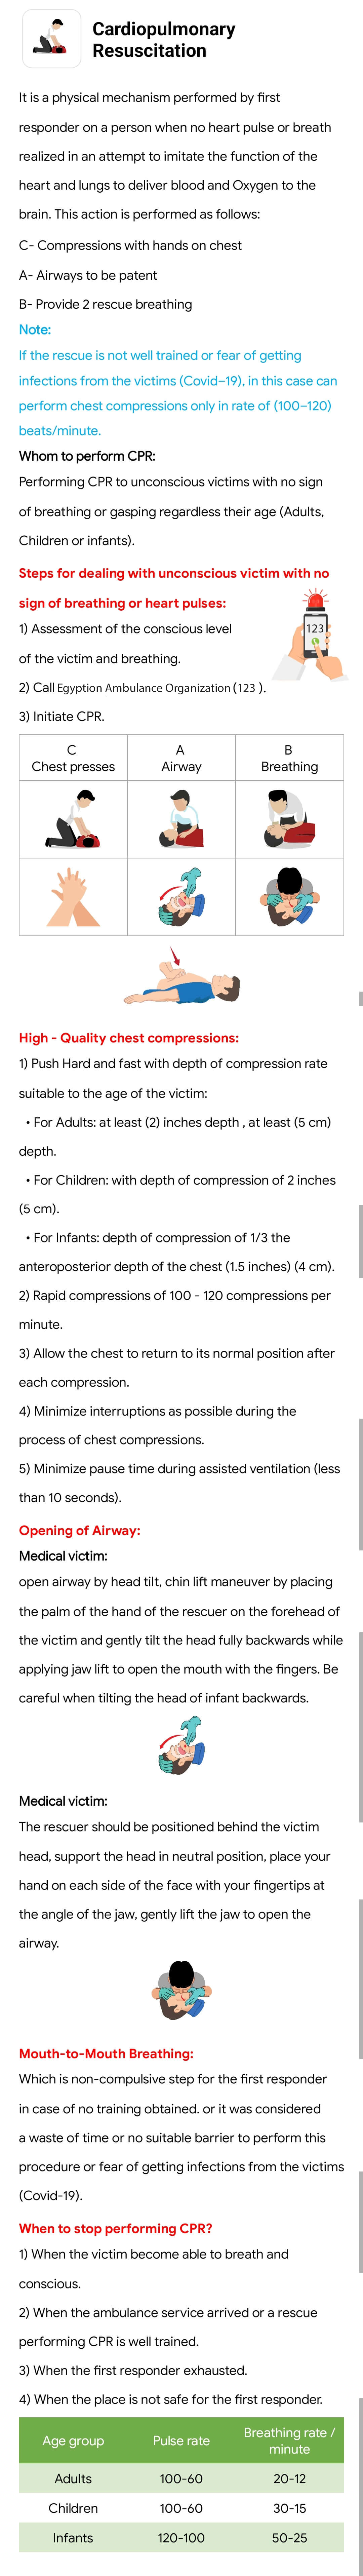 Cardiopulmonary
Resuscitation
It is a physical mechanism performed by first
responder on a person when no heart pulse or breath
realized in an attempt to imitate the function of the
heart and lungs to deliver blood and Oxygen to the
brain. This action is performed as follows:
C- Compressions with hands on chest
A- Airways to be patent
B- Provide 2 rescue breathing
Note:
If the rescue is not well trained or fear of getting
infections from the victims (Covid-19), in this case can
perform chest compressions only in rate of (100-120)
beats/minute.
Whom to perform CPR:
Performing CPR to unconscious victims with no sign
of breathing or gasping regardless their age (Adults,
Children or infants).
Steps for dealing with unconscious victim with no
sign of breathing or heart pulses:
1) Assessment of the conscious level
123
of the victim and breathing.
2) Call Egyption Ambulance Organization (123 ).
3) Initiate CPR.
C A B
Chest presses Airway Breathing
High - Quality chest compressions:
1) Push Hard and fast with depth of compression rate
suitable to the age of the victim:
• For Adults: at least (2) inches depth , at least (5 cm)
depth.
• For Children: with depth of compression of 2 inches
(5 cm).
• For Infants: depth of compression of 1/3 the
anteroposterior depth of the chest (1.5 inches) (4 cm).
2) Rapid compressions of 100 - 120 compressions per
minute.
3) Allow the chest to return to its normal position after
each compression.
4) Minimize interruptions as possible during the
process of chest compressions.
5) Minimize pause time during assisted ventilation (less
than 10 seconds).
Opening of Airway:
Medical victim:
open airway by head tilt, chin lift maneuver by placing
the palm of the hand of the rescuer on the forehead of
the victim and gently tilt the head fully backwards while
applying jaw lift to open the mouth with the fingers. Be
careful when tilting the head of infant backwards.
Medical victim:
The rescuer should be positioned behind the victim
head, support the head in neutral position, place your
hand on each side of the face with your fingertips at
the angle of the jaw, gently lift the jaw to open the
airway.
Mouth-to-Mouth Breathing:
Which is non-compulsive step for the first responder
in case of no training obtained. or it was considered
a waste of time or no suitable barrier to perform this
procedure or fear of getting infections from the victims
(Covid-19).
When to stop performing CPR?
1) When the victim become able to breath and
conscious.
2) When the ambulance service arrived or a rescue
performing CPR is well trained.
3) When the first responder exhausted.
4) When the place is not safe for the first responder.
Age group Pulse rate Breathing rate /
minute
Adults 100-60 20-12
Children 100-60 30-15
Infants 120-100 50-25